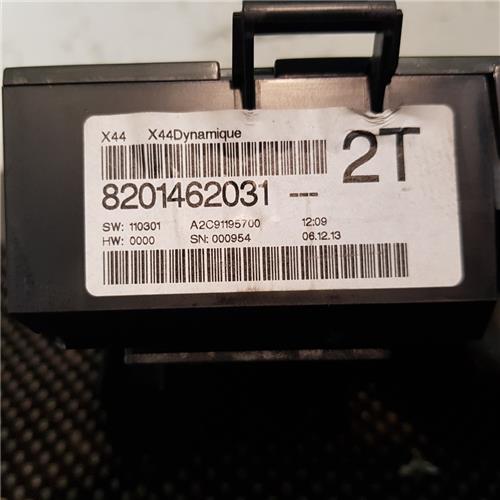 X44 X44Dynamique
2T
8201462031 --
SW: 110301 A2C91195700 12:09
HW: 0000 SN: 000954 06.12.13